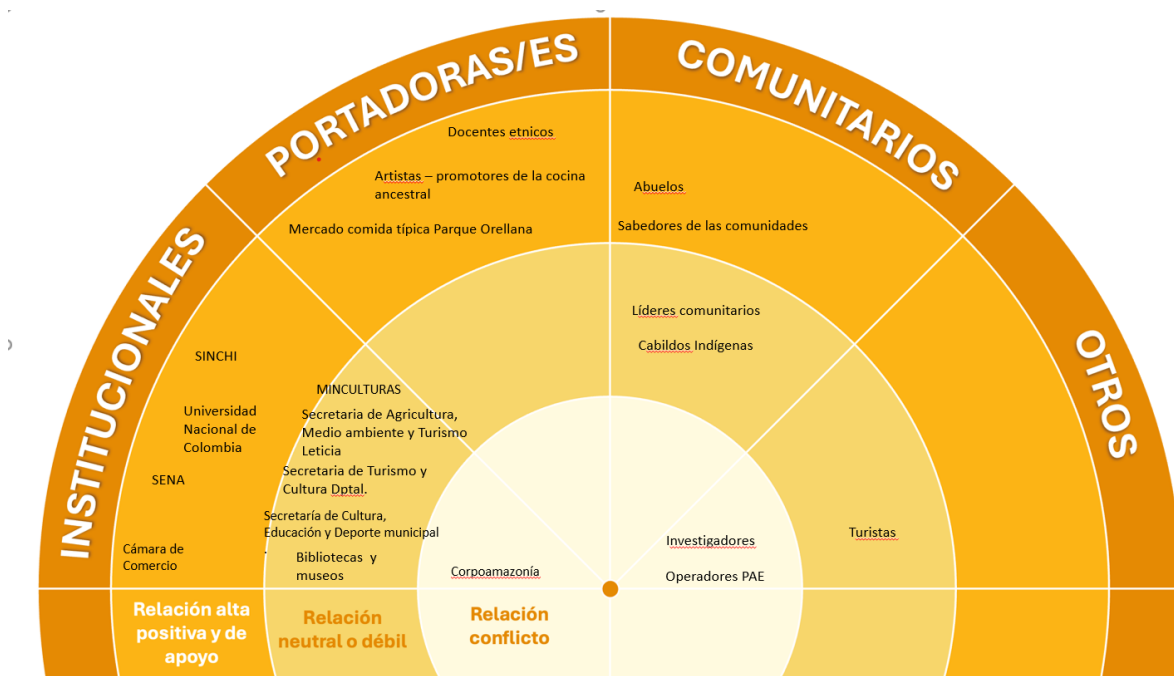 PORTADORAS/ES
COMUNITARIOS
INSTITUCIONALES
OTROS
Docentes etnicos
Artistas – promotores de la cocina
ancestral
Mercado comida típica Parque Orellana
Abuelos
Sabedores de las comunidades
Líderes comunitarios
Cabildos Indígenas
SINCHI
Universidad
Nacional de
Colombia
SENA
Cámara de
Comercio
MINCULTURAS
Secretaria de Agricultura,
Medio ambiente y Turismo
Leticia
Secretaria de Turismo y
Cultura Dptal.
Secretaría de Cultura,
Educación y Deporte municipal
.
Bibliotecas y
museos
Corpoamazonía
Investigadores
Operadores PAE
Turistas
Relación alta
positiva y de
apoyo
Relación
neutral o débil
Relación
conflicto